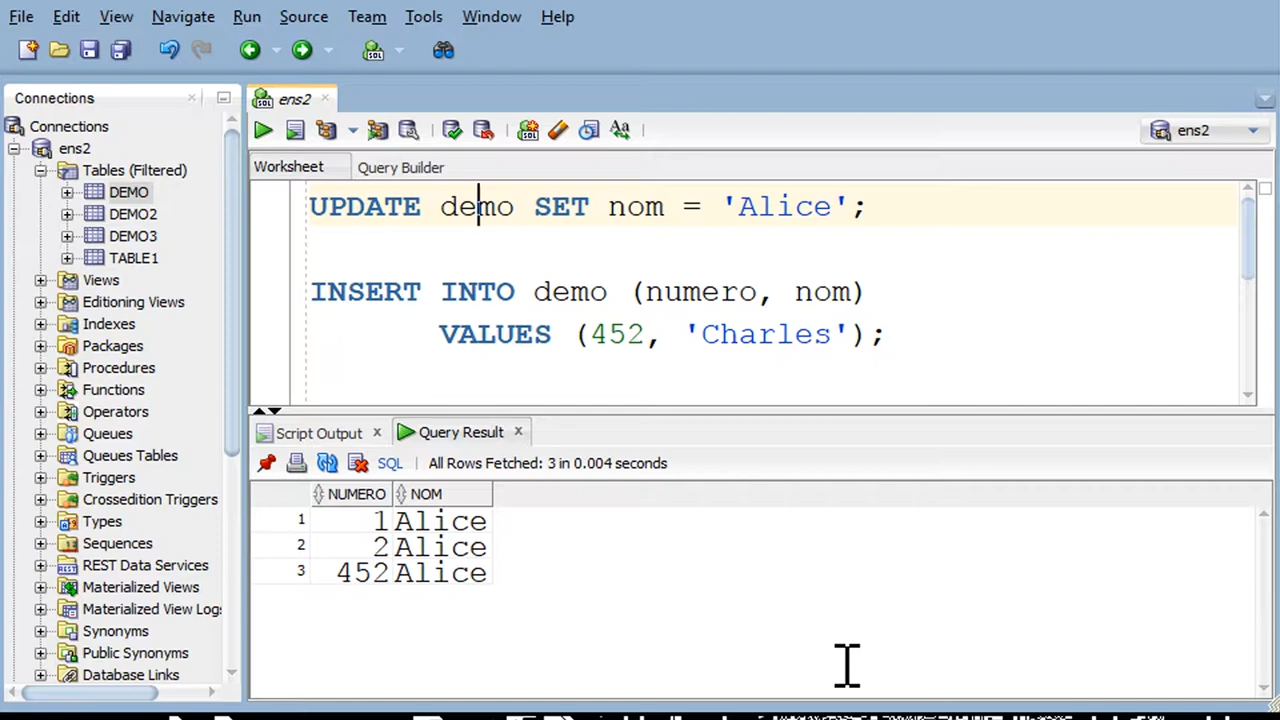 File Edit View Navigate Run Source Team Tools Window Help
Connections
ens2
Connections
ens2
ens2
Tables (Filtered)
DEMO
DEMO2
DEMO3
TABLE1
Views
Editioning Views
Indexes
Packages
Procedures
Functions
Operators
Queues
Queues Tables
Triggers
Crossedition Triggers
Types
Sequences
REST Data Services
Materialized Views
Materialized View Logs
Synonyms
Public Synonyms
Database Links
Worksheet Query Builder
UPDATE demo SET nom = 'Alice';
INSERT INTO demo (numero, nom)
VALUES (452, 'Charles');
Script Output Query Result
SQL All Rows Fetched: 3 in 0.004 seconds
NUMERO NOM
1 1 Alice
2 2 Alice
3 452 Alice